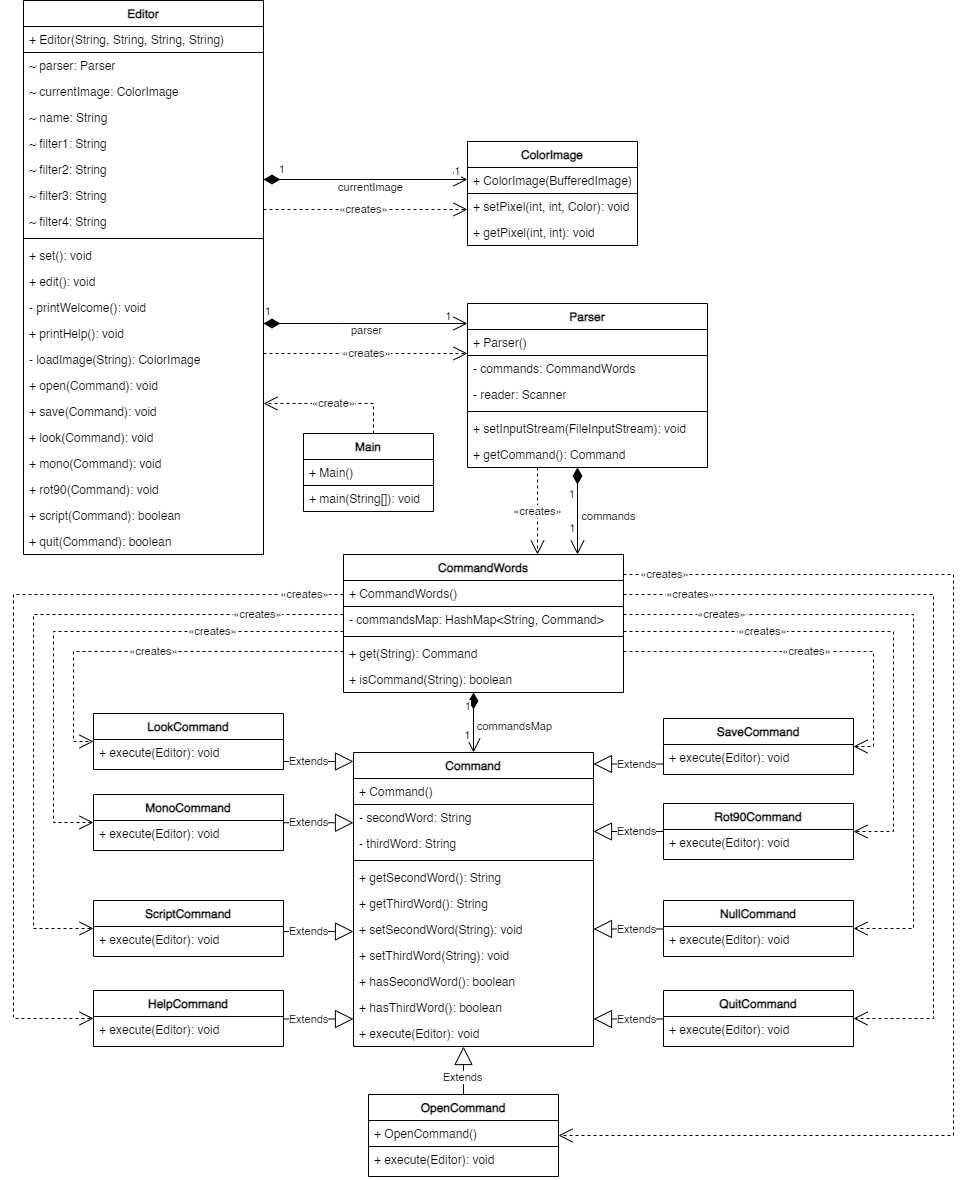 Editor
+ Editor(String, String, String, String)
~ parser: Parser
~ currentImage: ColorImage
~ name: String
~ filter1: String
~ filter2: String
~ filter3: String
~ filter4: String
+ set(): void
+ edit(): void
- printWelcome(): void
+ printHelp(): void
- loadImage(String): ColorImage
+ open(Command): void
+ save(Command): void
+ look(Command): void
+ mono(Command): void
+ rot90(Command): void
+ script(Command): boolean
+ quit(Command): boolean
1
1
currentImage
«creates»
ColorImage
+ ColorImage(BufferedImage)
+ setPixel(int, int, Color): void
+ getPixel(int, int): void
1
1
parser
«creates»
Parser
+ Parser()
- commands: CommandWords
- reader: Scanner
+ setInputStream(FileInputStream): void
+ getCommand(): Command
«create»
Main
+ Main()
+ main(String[]): void
1
«creates»
commands
1
CommandWords
+ CommandWords()
- commandsMap: HashMap<String, Command>
+ get(String): Command
+ isCommand(String): boolean
«creates»
«creates»
«creates»
«creates»
«creates»
«creates»
«creates»
«creates»
«creates»
1
commandsMap
1
LookCommand
+ execute(Editor): void
Extends
MonoCommand
+ execute(Editor): void
Extends
ScriptCommand
+ execute(Editor): void
Extends
HelpCommand
+ execute(Editor): void
Extends
Command
+ Command()
- secondWord: String
- thirdWord: String
+ getSecondWord(): String
+ getThirdWord(): String
+ setSecondWord(String): void
+ setThirdWord(String): void
+ hasSecondWord(): boolean
+ hasThirdWord(): boolean
+ execute(Editor): void
Extends
SaveCommand
+ execute(Editor): void
Extends
Rot90Command
+ execute(Editor): void
Extends
NullCommand
+ execute(Editor): void
Extends
QuitCommand
+ execute(Editor): void
Extends
OpenCommand
+ OpenCommand()
+ execute(Editor): void